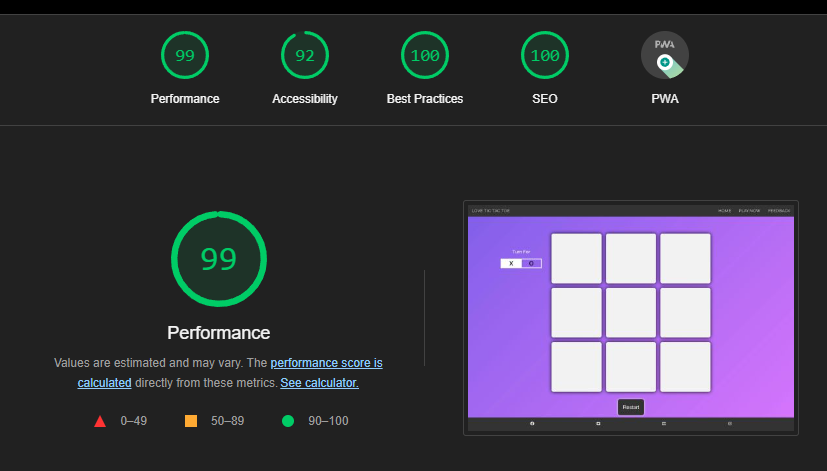 99 92 100 100 PWA
Performance Accessibility Best Practices SEO PWA
99
Performance
Values are estimated and may vary. The performance score is
calculated directly from these metrics. See calculator.
0–49 50–89 90–100
LOVE TIC TAC TOE HOME PLAY NOW FEEDBACK
Turn For
X O
Restart